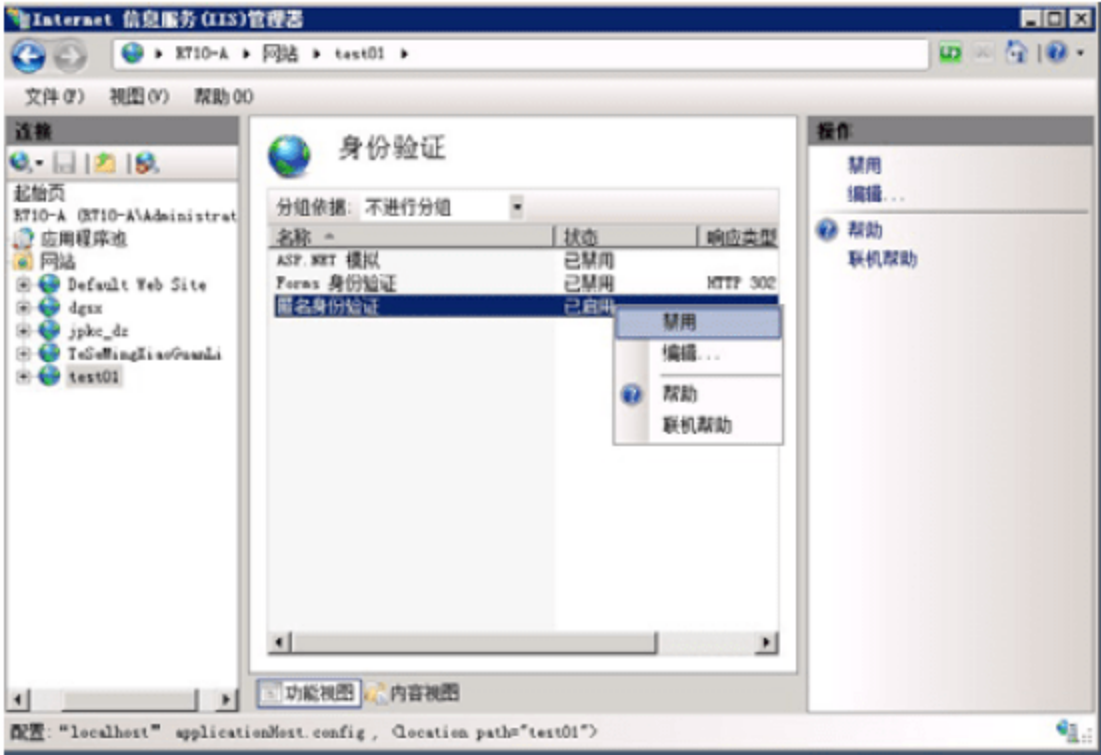 Internet 信息服务(IIS)管理器
R710-A 网站 test01
文件(F) 视图(V) 帮助(H)
连接
起始页
R710-A (R710-A\Administrat
应用程序池
网站
Default Web Site
dgsx
jpkc_dz
TeSeMingXiaoGuanLi
test01
身份验证
分组依据: 不进行分组
名称 状态 响应类型
ASP.NET 模拟 已禁用
Forms 身份验证 已禁用 HTTP 302
匿名身份验证 已启用
禁用
编辑...
帮助
联机帮助
功能视图 内容视图
操作
禁用
编辑...
帮助
联机帮助
配置: "localhost" applicationHost.config , <location path="test01">